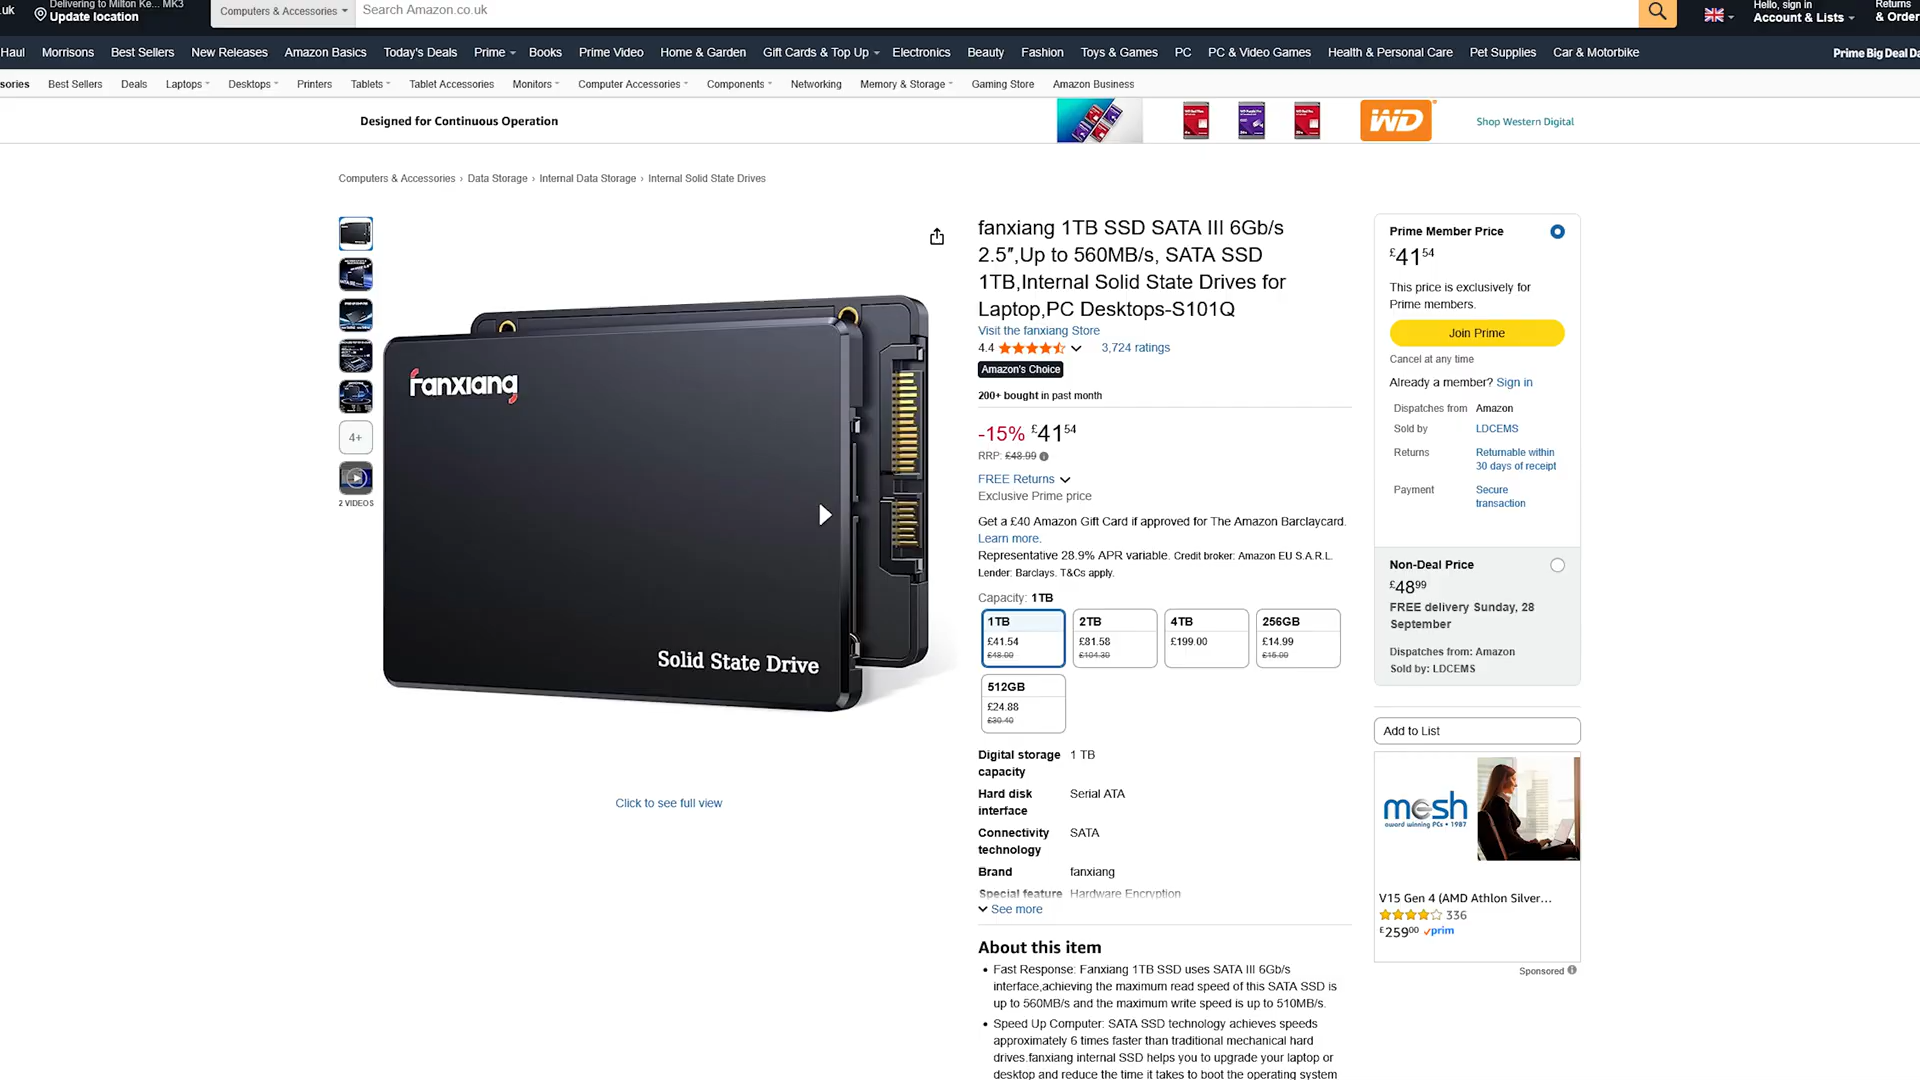 .uk
Delivering to Milton Ke... MK3
Update location
Computers & Accessories
Search Amazon.co.uk
Hello, sign in
Account & Lists
Returns
& Order
Haul
Morrisons
Best Sellers
New Releases
Amazon Basics
Today's Deals
Prime
Books
Prime Video
Home & Garden
Gift Cards & Top Up
Electronics
Beauty
Fashion
Toys & Games
PC
PC & Video Games
Health & Personal Care
Pet Supplies
Car & Motorbike
Prime Big Deal Da
sories
Best Sellers
Deals
Laptops
Desktops
Printers
Tablets
Tablet Accessories
Monitors
Computer Accessories
Components
Networking
Memory & Storage
Gaming Store
Amazon Business
Designed for Continuous Operation
WD
Shop Western Digital
Computers & Accessories › Data Storage › Internal Data Storage › Internal Solid State Drives
4+
2 VIDEOS
fanxiang
Solid State Drive
Click to see full view
fanxiang 1TB SSD SATA III 6Gb/s
2.5″,Up to 560MB/s, SATA SSD
1TB,Internal Solid State Drives for
Laptop,PC Desktops-S101Q
Visit the fanxiang Store
4.4
3,724 ratings
Amazon's Choice
200+ bought in past month
-15% £41 54
RRP: £48.99
FREE Returns
Exclusive Prime price
Get a £40 Amazon Gift Card if approved for The Amazon Barclaycard.
Learn more.
Representative 28.9% APR variable. Credit broker: Amazon EU S.A.R.L.
Lender: Barclays. T&Cs apply.
Capacity: 1TB
1TB
£41.54
£48.00
2TB
£81.58
£104.30
4TB
£199.00
256GB
£14.99
£15.00
512GB
£24.88
£30.40
Digital storage
capacity
1 TB
Hard disk
interface
Serial ATA
Connectivity
technology
SATA
Brand
fanxiang
Special feature
Hardware Encryption
See more
About this item
• Fast Response: Fanxiang 1TB SSD uses SATA III 6Gb/s
interface,achieving the maximum read speed of this SATA SSD is
up to 560MB/s and the maximum write speed is up to 510MB/s.
• Speed Up Computer: SATA SSD technology achieves speeds
approximately 6 times faster than traditional mechanical hard
drives.fanxiang internal SSD helps you to upgrade your laptop or
desktop and reduce the time it takes to boot the operating system
Prime Member Price
£41 54
This price is exclusively for
Prime members.
Join Prime
Cancel at any time
Already a member? Sign in
Dispatches from
Amazon
Sold by
LDCEMS
Returns
Returnable within
30 days of receipt
Payment
Secure
transaction
Non-Deal Price
£48 99
FREE delivery Sunday, 28
September
Dispatches from: Amazon
Sold by: LDCEMS
Add to List
mesh
award winning PCs • 1987
V15 Gen 4 (AMD Athlon Silver…
336
£259 00
prim
Sponsored